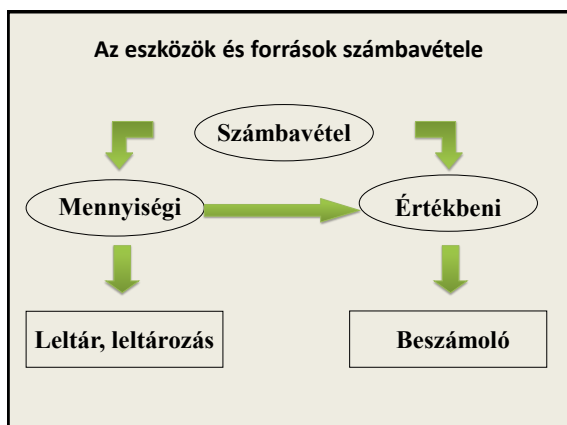 Az eszközök és források számbavétele
Számbavétel
Mennyiségi
Értékbeni
Leltár, leltározás
Beszámoló